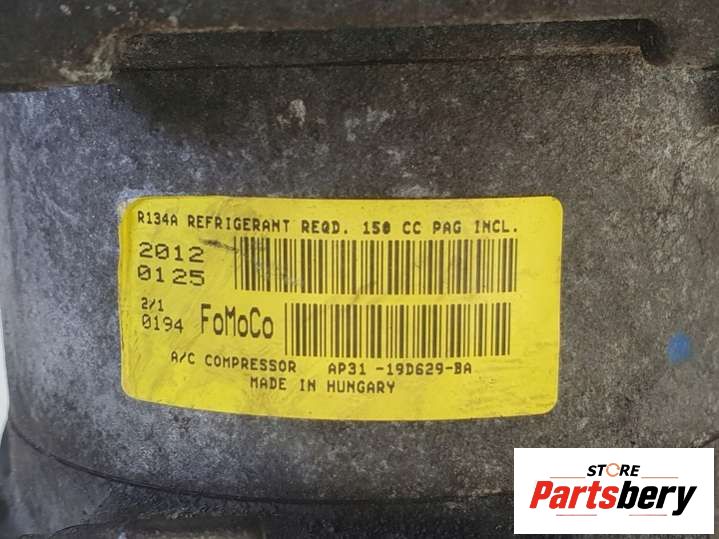 R134A REFRIGERANT REQD. 150 CC PAG INCL.
2012
0125
2/1
0194 FoMoCo
A/C COMPRESSOR AP31-19D629-BA
MADE IN HUNGARY
STORE
Partsbery